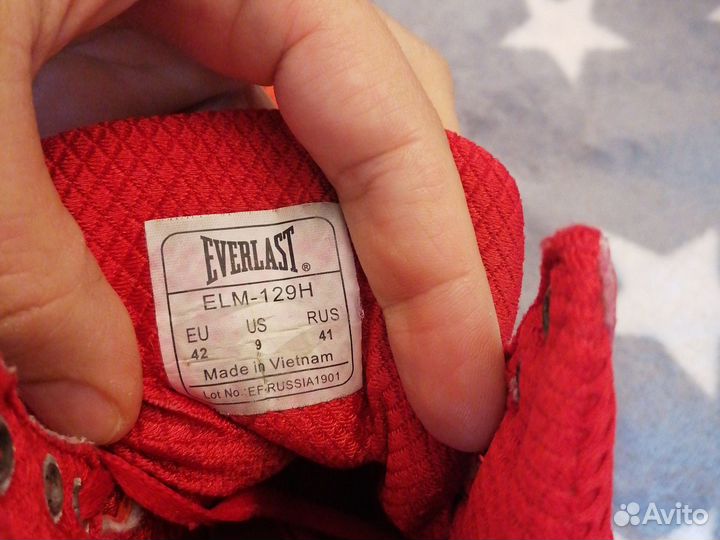 EVERLAST®
ELM-129H
EU US RUS
42 9 41
Made in Vietnam
Lot No.: EF-RUSSIA1901
Avito